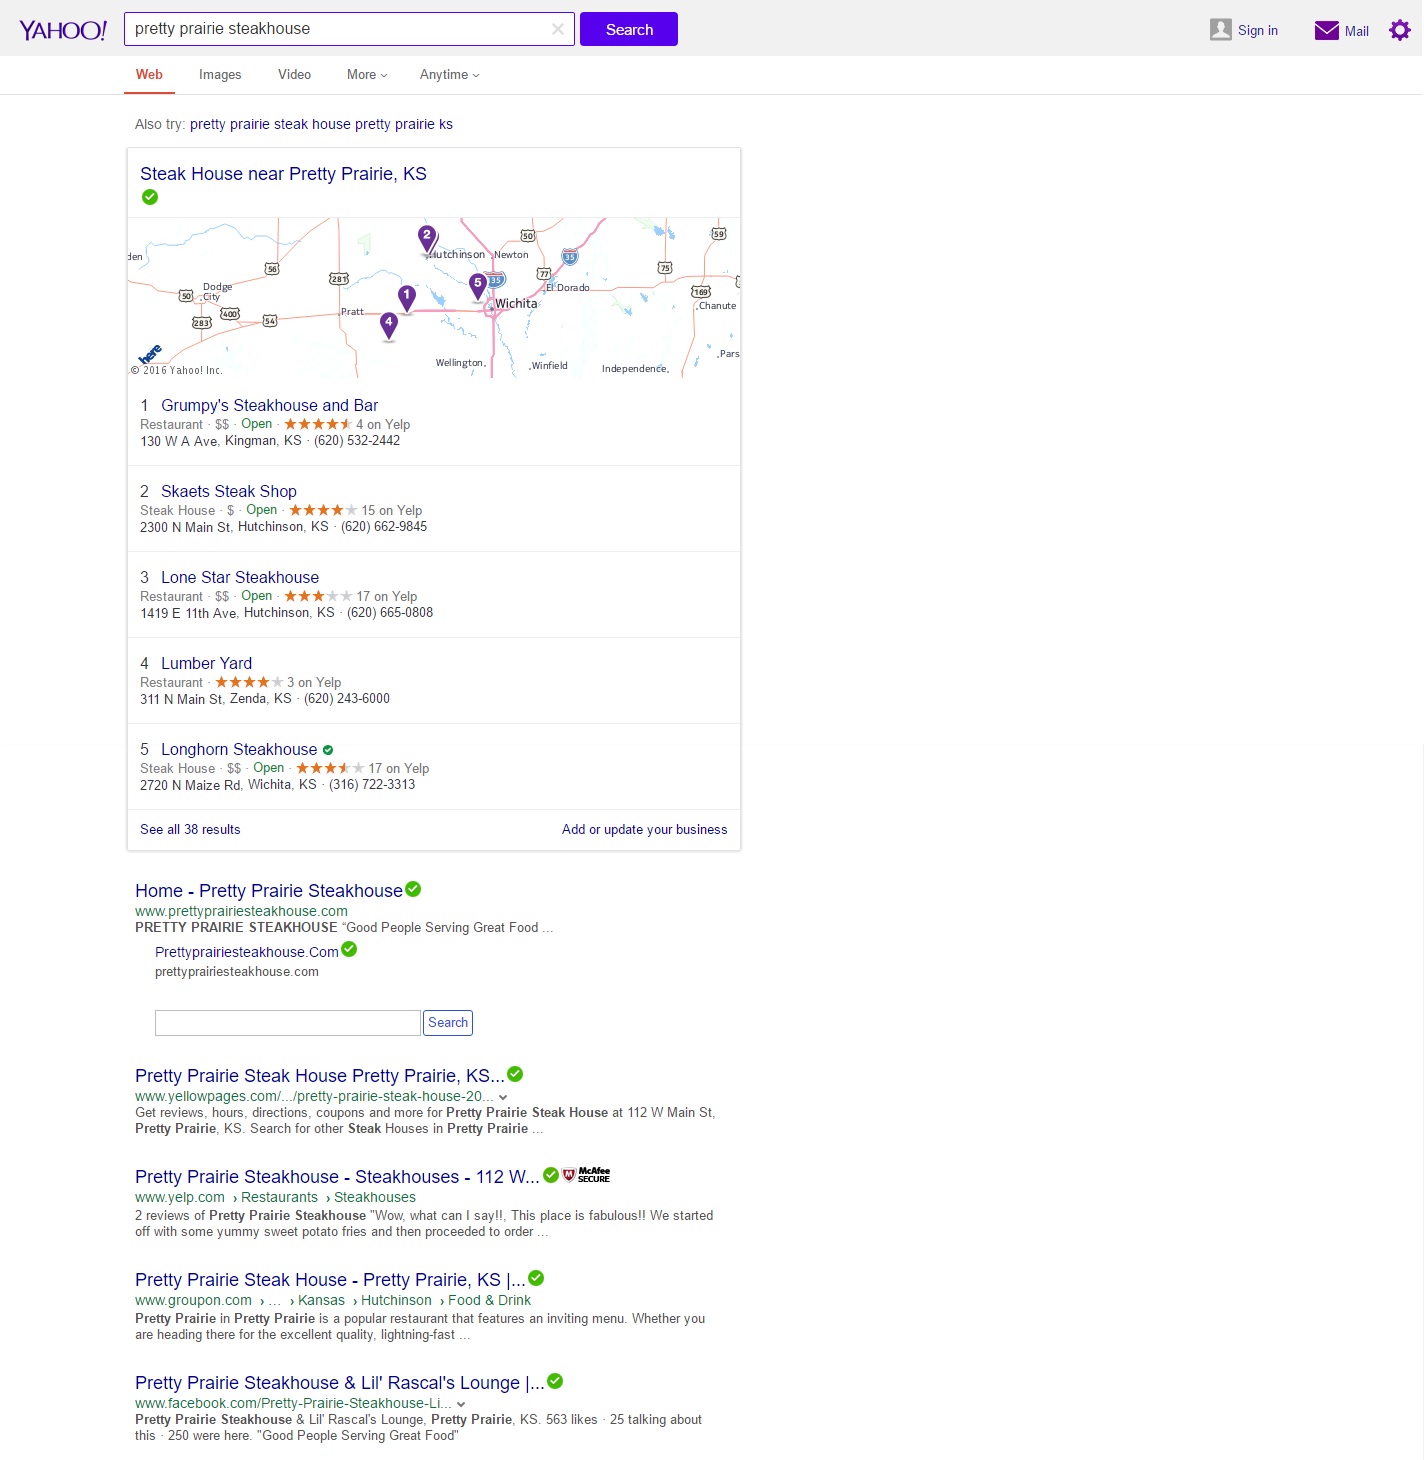 YAHOO!
pretty prairie steakhouse
Search
Sign in
Mail
Web Images Video More Anytime
Also try: pretty prairie steak house pretty prairie ks
Steak House near Pretty Prairie, KS
den
Dodge City
Pratt
Hutchinson
Newton
El Dorado
Wichita
Chanute
Wellington
Winfield
Independence
Pars
50
56
283
400
54
281
50
35
77
35
75
59
169
2
5
1
4
here
© 2016 Yahoo! Inc.
1 Grumpy's Steakhouse and Bar
Restaurant · $$ · Open · 4 on Yelp
130 W A Ave, Kingman, KS · (620) 532-2442
2 Skaets Steak Shop
Steak House · $ · Open · 15 on Yelp
2300 N Main St, Hutchinson, KS · (620) 662-9845
3 Lone Star Steakhouse
Restaurant · $$ · Open · 17 on Yelp
1419 E 11th Ave, Hutchinson, KS · (620) 665-0808
4 Lumber Yard
Restaurant · 3 on Yelp
311 N Main St, Zenda, KS · (620) 243-6000
5 Longhorn Steakhouse
Steak House · $$ · Open · 17 on Yelp
2720 N Maize Rd, Wichita, KS · (316) 722-3313
See all 38 results Add or update your business
Home - Pretty Prairie Steakhouse
www.prettyprairiesteakhouse.com
PRETTY PRAIRIE STEAKHOUSE “Good People Serving Great Food ...
Prettyprairiesteakhouse.Com
prettyprairiesteakhouse.com
Search
Pretty Prairie Steak House Pretty Prairie, KS...
www.yellowpages.com/.../pretty-prairie-steak-house-20...
Get reviews, hours, directions, coupons and more for Pretty Prairie Steak House at 112 W Main St,
Pretty Prairie, KS. Search for other Steak Houses in Pretty Prairie ...
Pretty Prairie Steakhouse - Steakhouses - 112 W... McAfee SECURE
www.yelp.com › Restaurants › Steakhouses
2 reviews of Pretty Prairie Steakhouse "Wow, what can I say!!, This place is fabulous!! We started
off with some yummy sweet potato fries and then proceeded to order ...
Pretty Prairie Steak House - Pretty Prairie, KS |...
www.groupon.com › ... › Kansas › Hutchinson › Food & Drink
Pretty Prairie in Pretty Prairie is a popular restaurant that features an inviting menu. Whether you
are heading there for the excellent quality, lightning-fast ...
Pretty Prairie Steakhouse & Lil' Rascal's Lounge |...
www.facebook.com/Pretty-Prairie-Steakhouse-Li...
Pretty Prairie Steakhouse & Lil' Rascal's Lounge, Pretty Prairie, KS. 563 likes · 25 talking about
this · 250 were here. "Good People Serving Great Food"